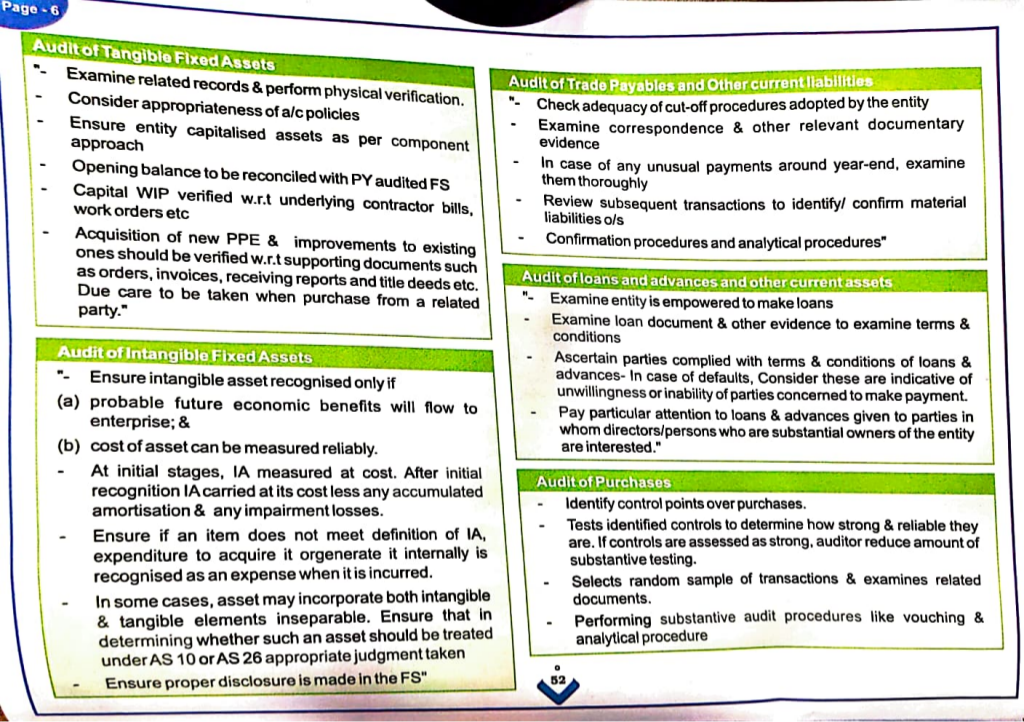 Page - 6
Audit of Tangible Fixed Assets
"- Examine related records & perform physical verification.
- Consider appropriateness of a/c policies
- Ensure entity capitalised assets as per component
approach
- Opening balance to be reconciled with PY audited FS
- Capital WIP verified w.r.t underlying contractor bills,
work orders etc
- Acquisition of new PPE & improvements to existing
ones should be verified w.r.t supporting documents such
as orders, invoices, receiving reports and title deeds etc.
Due care to be taken when purchase from a related
party."
Audit of Intangible Fixed Assets
"- Ensure intangible asset recognised only if
(a) probable future economic benefits will flow to
enterprise; &
(b) cost of asset can be measured reliably.
- At initial stages, IA measured at cost. After initial
recognition IA carried at its cost less any accumulated
amortisation & any impairment losses.
- Ensure if an item does not meet definition of IA,
expenditure to acquire it orgenerate it internally is
recognised as an expense when it is incurred.
- In some cases, asset may incorporate both intangible
& tangible elements inseparable. Ensure that in
determining whether such an asset should be treated
under AS 10 or AS 26 appropriate judgment taken
- Ensure proper disclosure is made in the FS"
Audit of Trade Payables and Other current liabilities
"- Check adequacy of cut-off procedures adopted by the entity
- Examine correspondence & other relevant documentary
evidence
- In case of any unusual payments around year-end, examine
them thoroughly
- Review subsequent transactions to identify/ confirm material
liabilities o/s
- Confirmation procedures and analytical procedures"
Audit of loans and advances and other current assets
"- Examine entity is empowered to make loans
- Examine loan document & other evidence to examine terms &
conditions
- Ascertain parties complied with terms & conditions of loans &
advances- In case of defaults, Consider these are indicative of
unwillingness or inability of parties concerned to make payment.
- Pay particular attention to loans & advances given to parties in
whom directors/persons who are substantial owners of the entity
are interested."
Audit of Purchases
- Identify control points over purchases.
- Tests identified controls to determine how strong & reliable they
are. If controls are assessed as strong, auditor reduce amount of
substantive testing.
- Selects random sample of transactions & examines related
documents.
- Performing substantive audit procedures like vouching &
analytical procedure
52